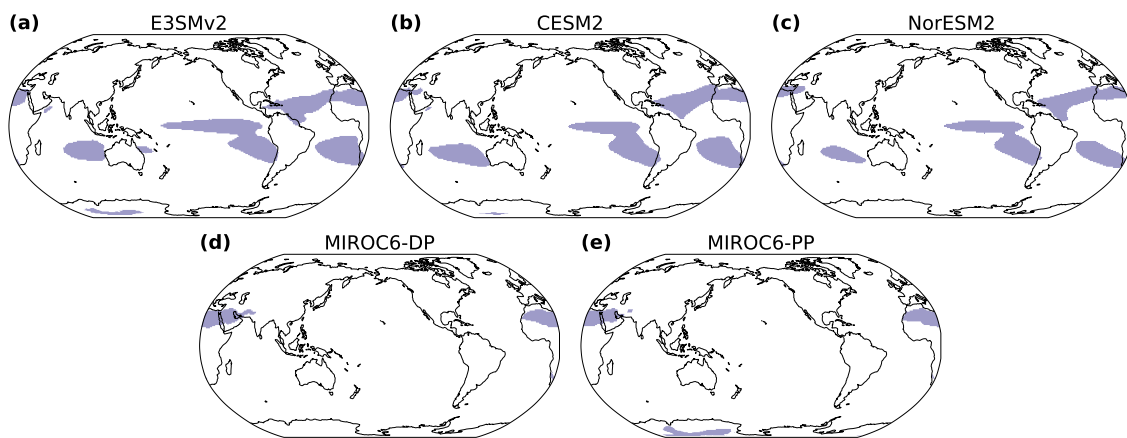 (a) E3SMv2
(b) CESM2
(c) NorESM2
(d) MIROC6-DP
(e) MIROC6-PP